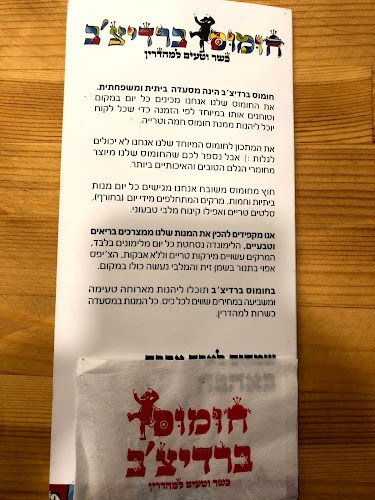 חומוס ברדיצ'ב
כשר וטעים למהדרין
חומוס ברדיצ'ב הינה מסעדה ביתית ומשפחתית.
את החומוס שלנו אנחנו מכינים כל יום במקום
וטוחנים אותו במיוחד לפי הזמנה כדי שכל לקוח
יוכל ליהנות ממנת חומוס חמה וטרייה.
את המתכון לחומוס המיוחד שלנו אנחנו לא יכולים
לגלות :) אבל נספר לכם שהחומוס שלנו מיוצר
מחומרי הגלם הטובים והאיכותיים ביותר.
חוץ מחומוס משובח אנחנו מגישים כל יום מנות
ביתיות וחמות, מרקים המתחלפים מידי יום (בחורף),
סלטים טריים ואפילו קינוח מלבי טבעוני.
אנו מקפידים להכין את המנות שלנו ממצרכים בריאים
וטבעיים, הלימונדה נסחטת כל יום מלימונים בלבד,
המרקים עשויים מירקות טריים וללא אבקות, הצ'יפס
אפוי בתנור בשמן זית והמלבי נעשה כולו במקום.
בחומוס ברדיצ'ב תוכלו ליהנות מארוחה טעימה
ומשביעה במחירים שווים לכל כיס. כל המנות במסעדה
כשרות למהדרין.
חומוס
ברדיצ'ב
כשר וטעים למהדרין